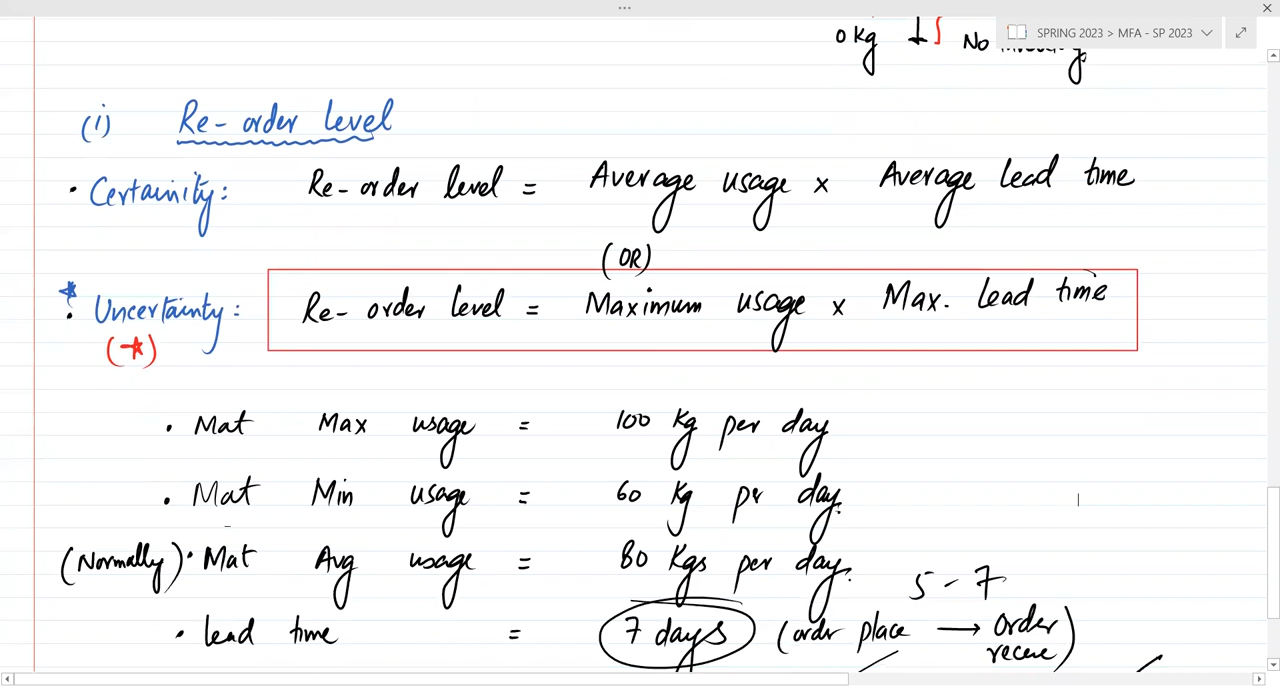 SPRING 2023 > MFA - SP 2023
0 Kg No
(i) Re-order level
• Certainity: Re-order level = Average usage × Average lead time
(OR)
• Uncertainty: Re-order level = Maximum usage × Max. lead time
(★)
• Mat Max usage = 100 Kg per day
• Mat Min usage = 60 Kg per day.
(Normally) • Mat Avg usage = 80 Kgs per day.
5 - 7
• lead time = 7 days (order place → order
recieve)